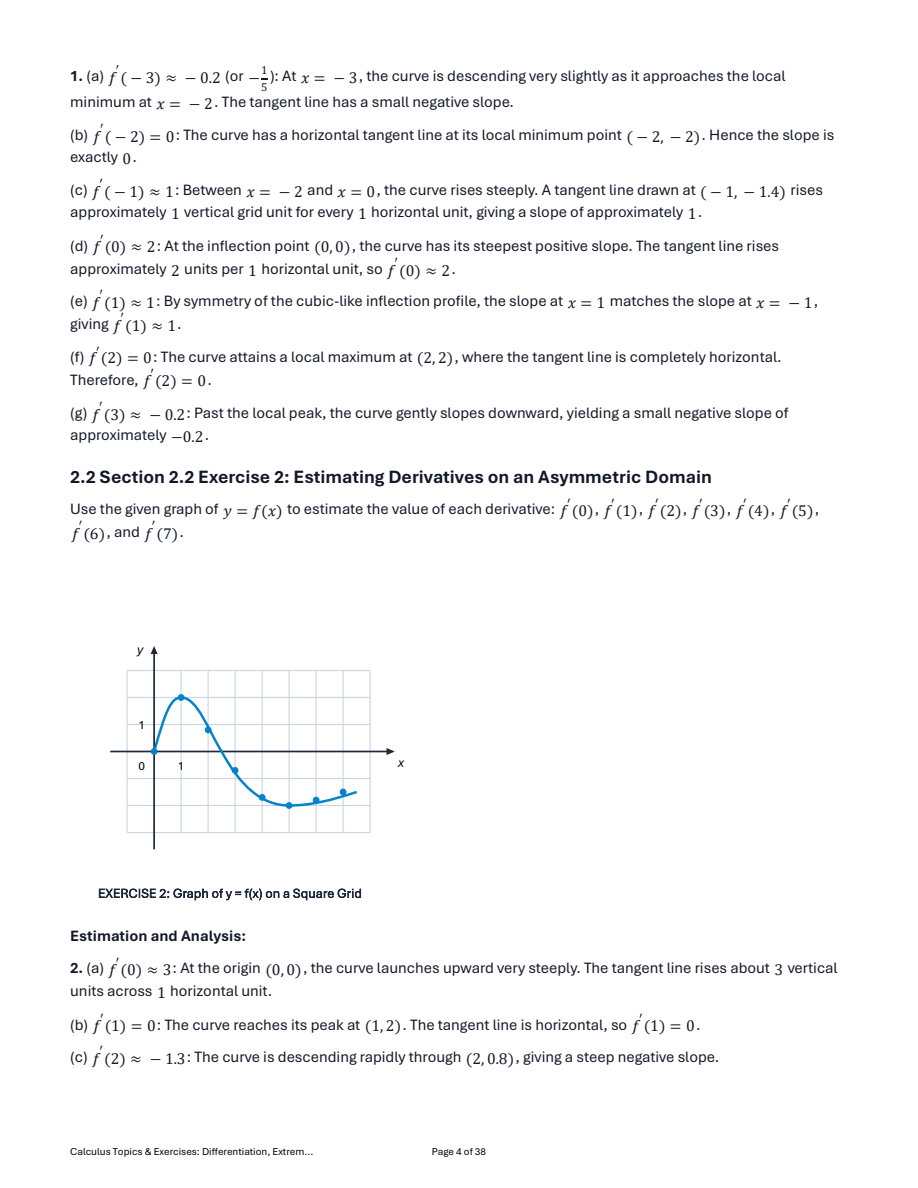 1. (a) f′(−3) ≈ −0.2 (or −1/5): At x = −3, the curve is descending very slightly as it approaches the local
minimum at x = −2. The tangent line has a small negative slope.
(b) f′(−2) = 0: The curve has a horizontal tangent line at its local minimum point (−2, −2). Hence the slope is
exactly 0.
(c) f′(−1) ≈ 1: Between x = −2 and x = 0, the curve rises steeply. A tangent line drawn at (−1, −1.4) rises
approximately 1 vertical grid unit for every 1 horizontal unit, giving a slope of approximately 1.
(d) f′(0) ≈ 2: At the inflection point (0, 0), the curve has its steepest positive slope. The tangent line rises
approximately 2 units per 1 horizontal unit, so f′(0) ≈ 2.
(e) f′(1) ≈ 1: By symmetry of the cubic-like inflection profile, the slope at x = 1 matches the slope at x = −1,
giving f′(1) ≈ 1.
(f) f′(2) = 0: The curve attains a local maximum at (2, 2), where the tangent line is completely horizontal.
Therefore, f′(2) = 0.
(g) f′(3) ≈ −0.2: Past the local peak, the curve gently slopes downward, yielding a small negative slope of
approximately −0.2.
2.2 Section 2.2 Exercise 2: Estimating Derivatives on an Asymmetric Domain
Use the given graph of y = f(x) to estimate the value of each derivative: f′(0), f′(1), f′(2), f′(3), f′(4), f′(5),
f′(6), and f′(7).
y
1
0 1
x
EXERCISE 2: Graph of y = f(x) on a Square Grid
Estimation and Analysis:
2. (a) f′(0) ≈ 3: At the origin (0, 0), the curve launches upward very steeply. The tangent line rises about 3 vertical
units across 1 horizontal unit.
(b) f′(1) = 0: The curve reaches its peak at (1, 2). The tangent line is horizontal, so f′(1) = 0.
(c) f′(2) ≈ −1.3: The curve is descending rapidly through (2, 0.8), giving a steep negative slope.
Calculus Topics & Exercises: Differentiation, Extrem... Page 4 of 38